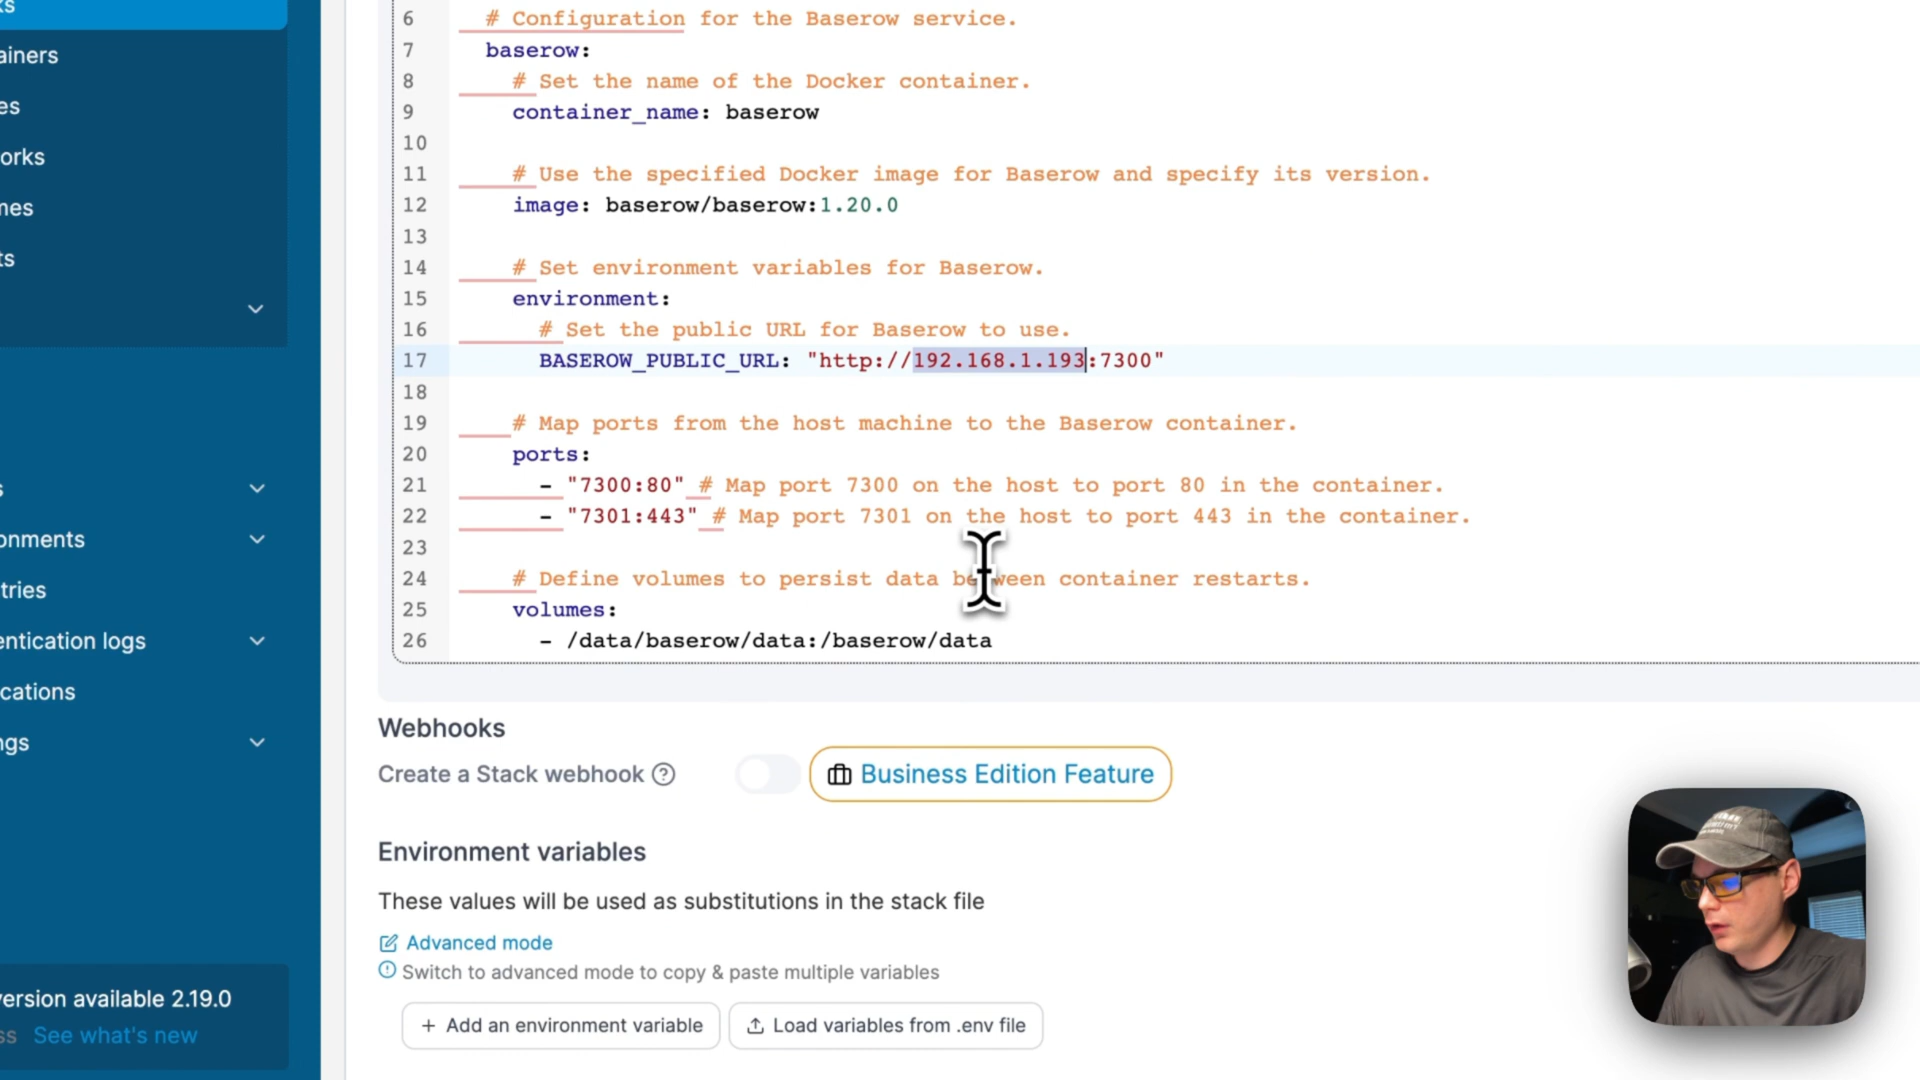 ks
ainers
es
orks
mes
ts
s
onments
tries
entication logs
cations
ngs
version available 2.19.0
ss See what's new
6 # Configuration for the Baserow service.
7 baserow:
8 # Set the name of the Docker container.
9 container_name: baserow
10
11 # Use the specified Docker image for Baserow and specify its version.
12 image: baserow/baserow:1.20.0
13
14 # Set environment variables for Baserow.
15 environment:
16 # Set the public URL for Baserow to use.
17 BASEROW_PUBLIC_URL: "http://192.168.1.193:7300"
18
19 # Map ports from the host machine to the Baserow container.
20 ports:
21 - "7300:80" # Map port 7300 on the host to port 80 in the container.
22 - "7301:443" # Map port 7301 on the host to port 443 in the container.
23
24 # Define volumes to persist data between container restarts.
25 volumes:
26 - /data/baserow/data:/baserow/data
Webhooks
Create a Stack webhook ? Business Edition Feature
Environment variables
These values will be used as substitutions in the stack file
Advanced mode
Switch to advanced mode to copy & paste multiple variables
+ Add an environment variable Load variables from .env file